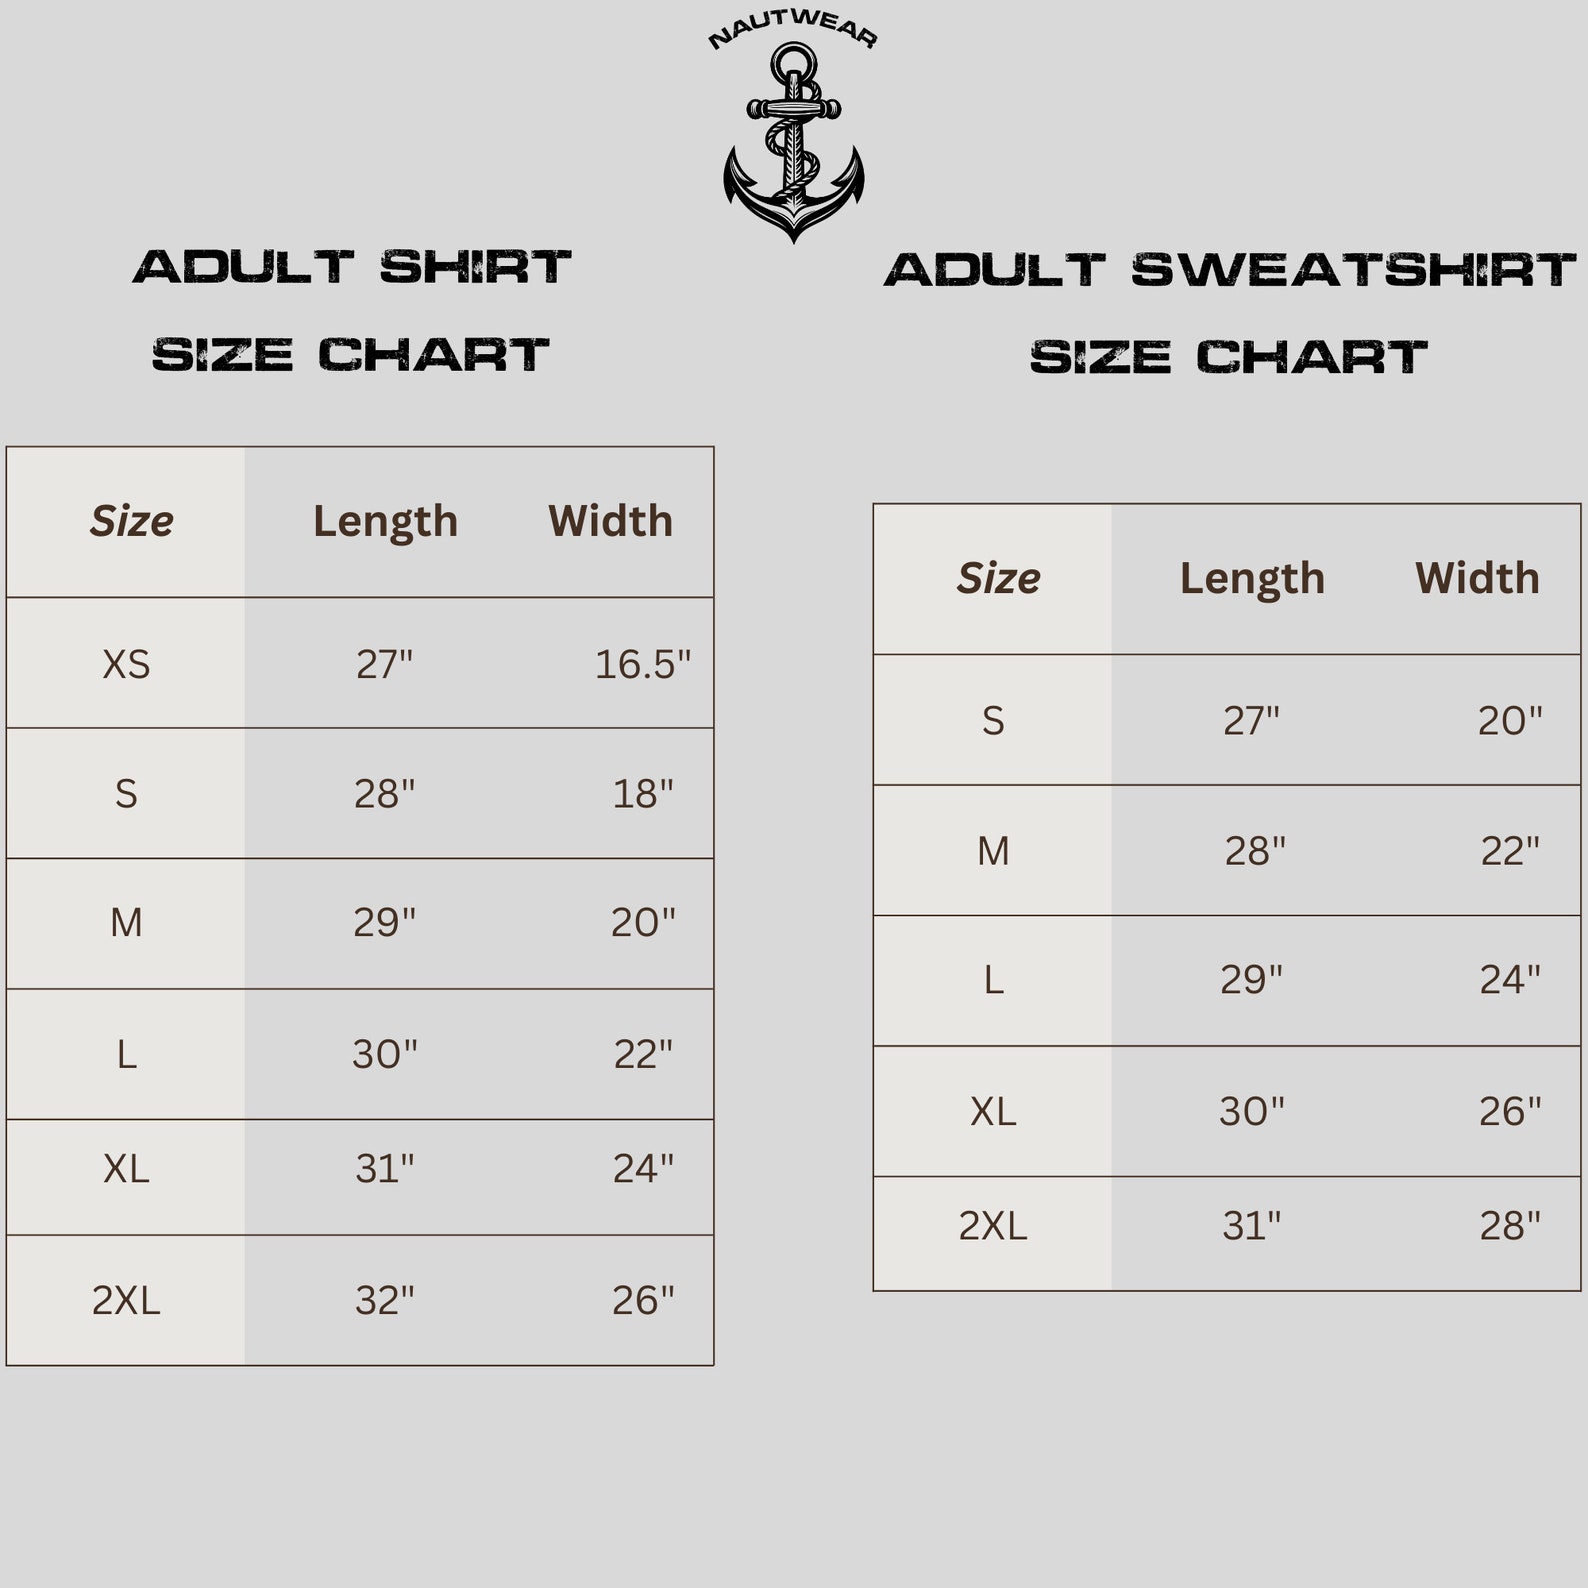 NAUTWEAR
ADULT SHIRT
SIZE CHART
Size Length Width
XS 27" 16.5"
S 28" 18"
M 29" 20"
L 30" 22"
XL 31" 24"
2XL 32" 26"
ADULT SWEATSHIRT
SIZE CHART
Size Length Width
S 27" 20"
M 28" 22"
L 29" 24"
XL 30" 26"
2XL 31" 28"